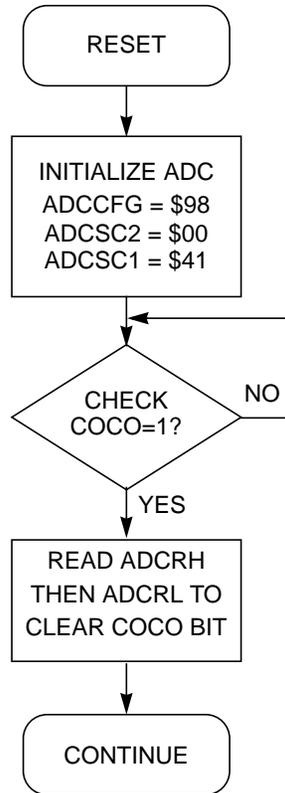 RESET
INITIALIZE ADC
ADCCFG = $98
ADCSC2 = $00
ADCSC1 = $41
CHECK
COCO=1?
NO
YES
READ ADCRH
THEN ADCRL TO
CLEAR COCO BIT
CONTINUE